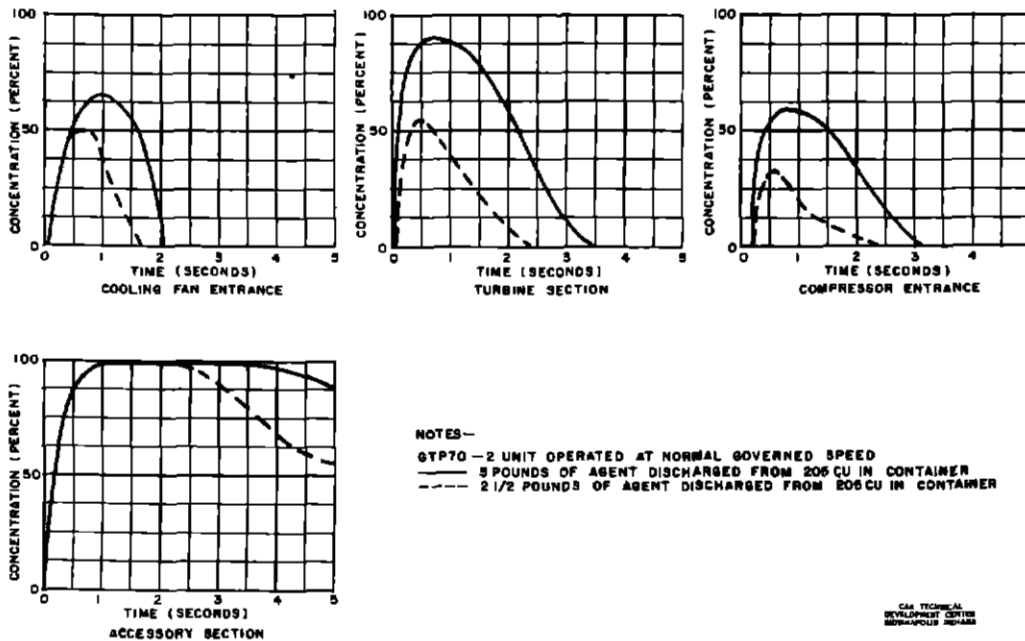 100
50
0
CONCENTRATION (PERCENT)
0 1 2 3 4 5
TIME (SECONDS)
COOLING FAN ENTRANCE
100
50
0
CONCENTRATION (PERCENT)
0 1 2 3 4 5
TIME (SECONDS)
TURBINE SECTION
100
50
0
CONCENTRATION (PERCENT)
0 1 2 3 4
TIME (SECONDS)
COMPRESSOR ENTRANCE
100
50
0
CONCENTRATION (PERCENT)
0 1 2 3 4 5
TIME (SECONDS)
ACCESSORY SECTION
NOTES—
GTP70-2 UNIT OPERATED AT NORMAL GOVERNED SPEED
POUNDS OF AGENT DISCHARGED FROM 205 CU IN CONTAINER
2 1/2 POUNDS OF AGENT DISCHARGED FROM 205 CU IN CONTAINER
CAA TECHNICAL
DEVELOPMENT CENTER
INDIANAPOLIS INDIANA